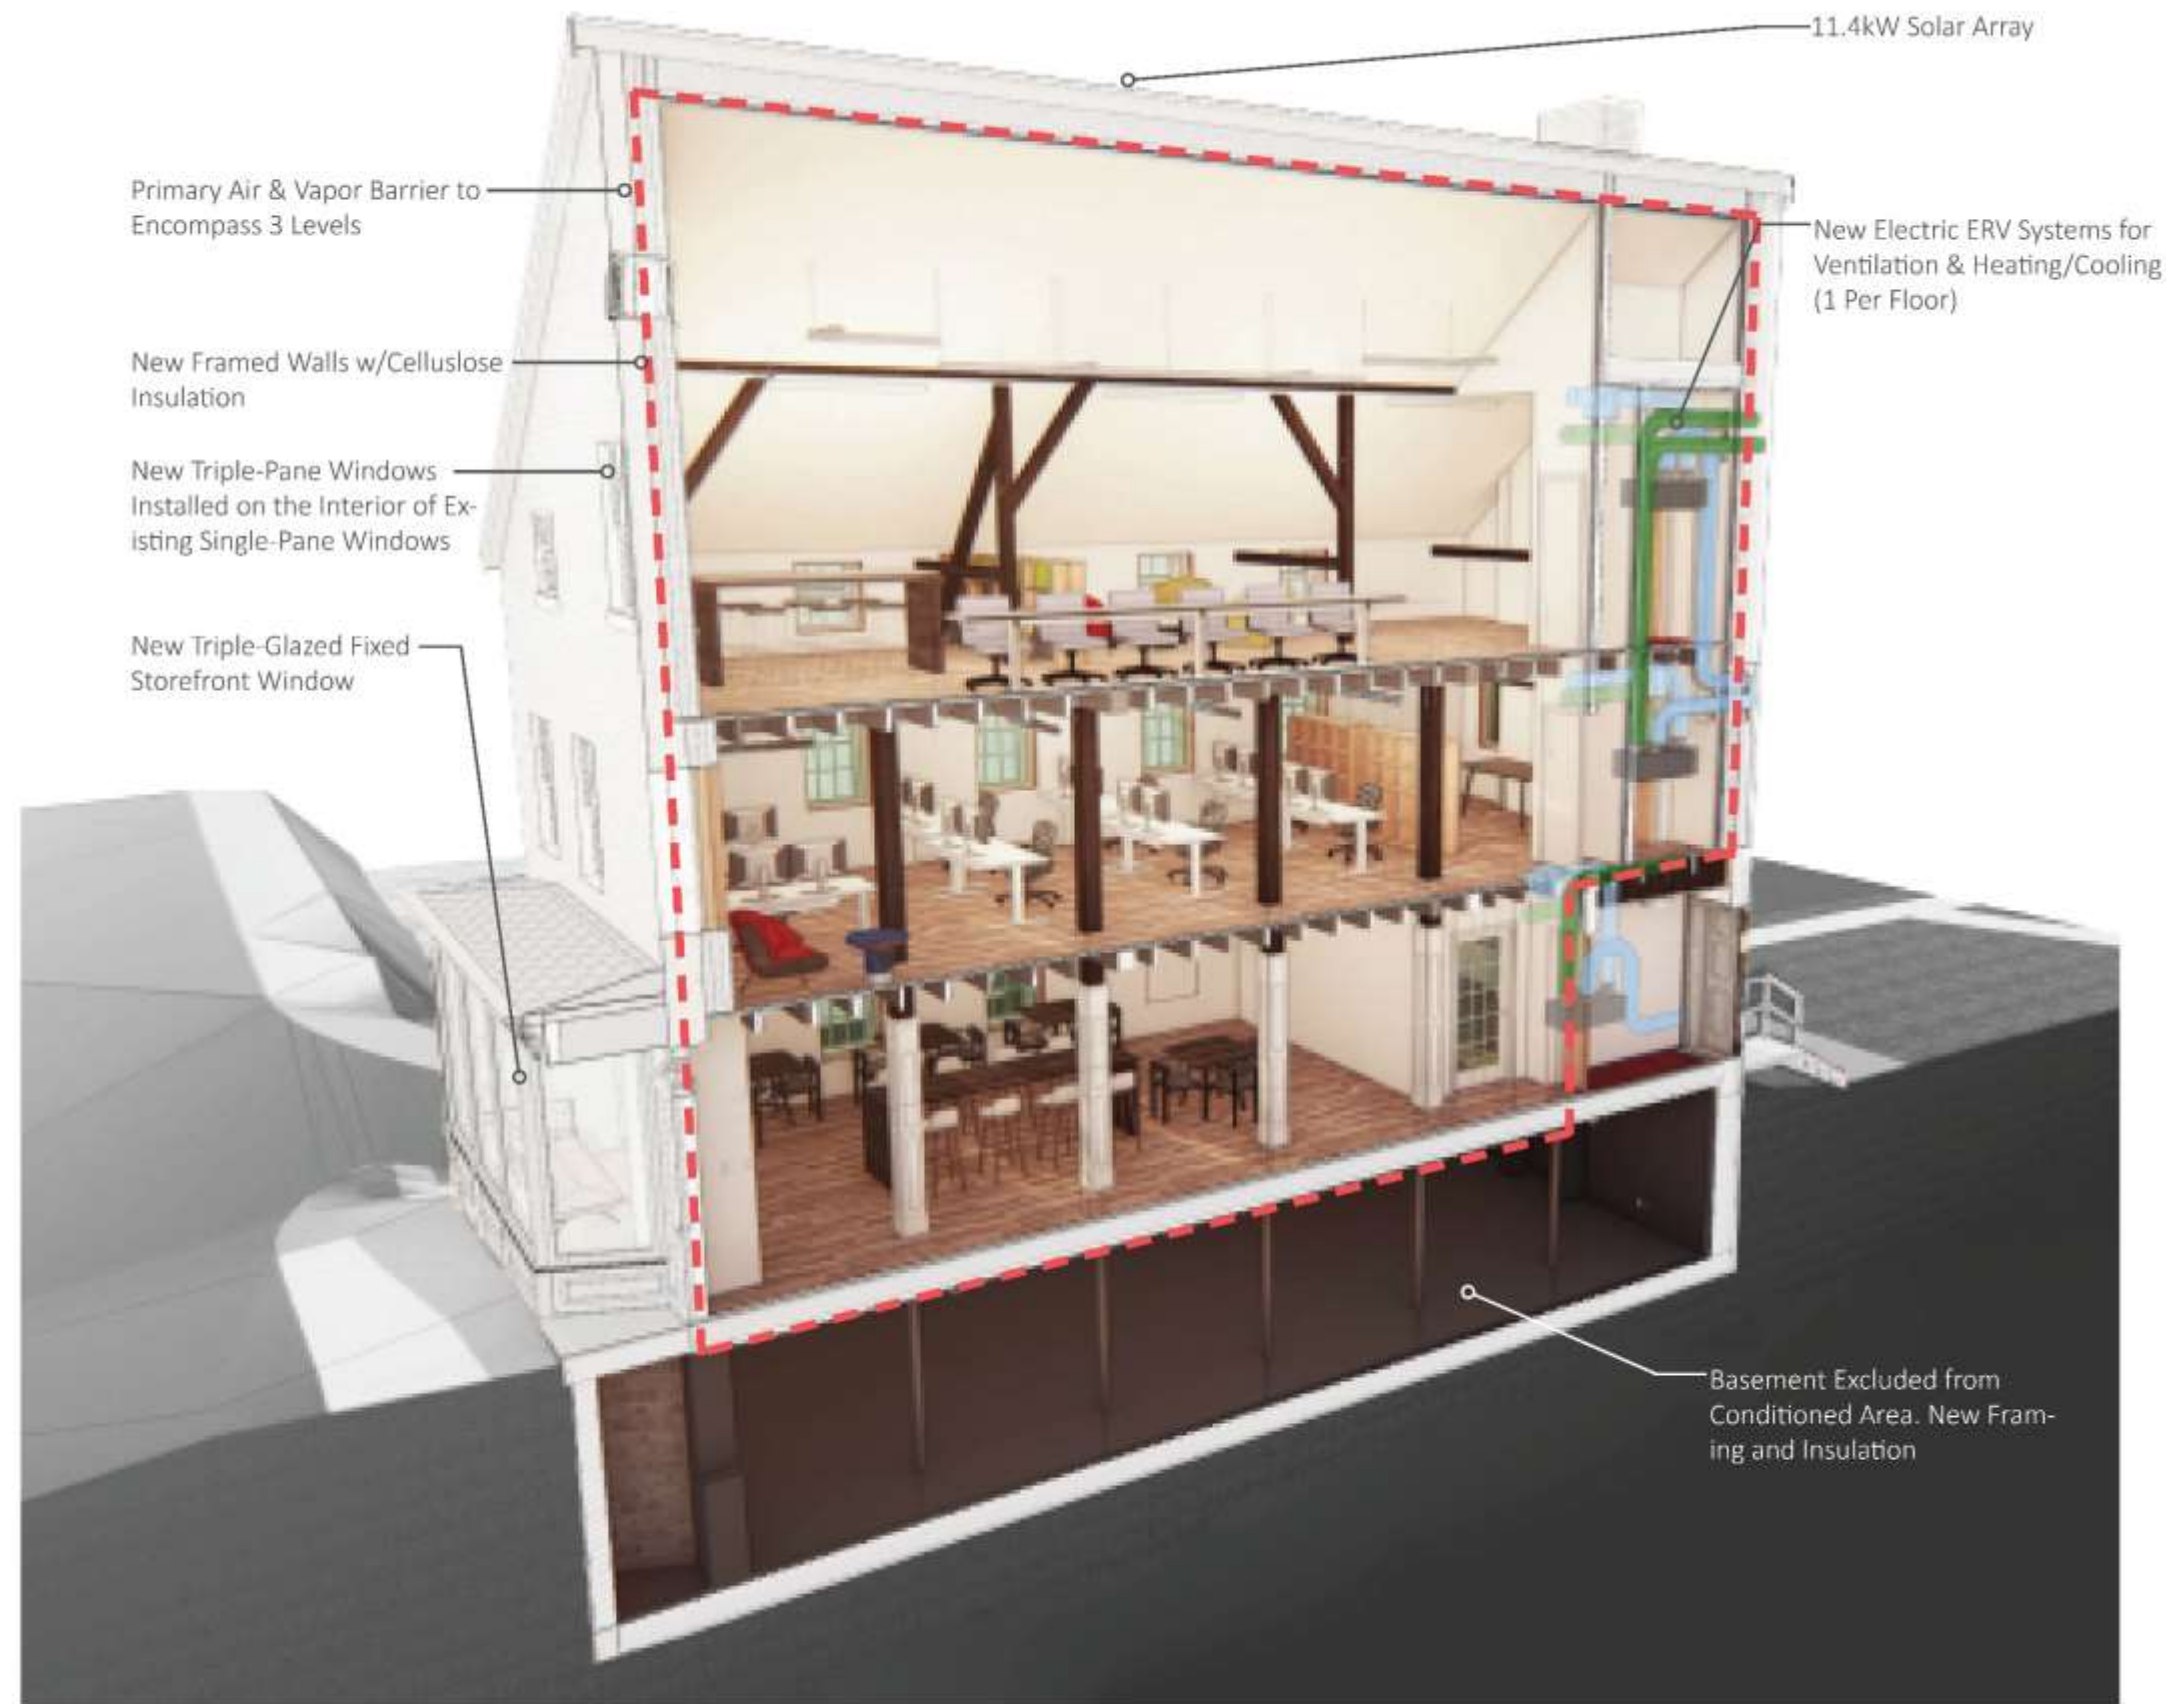 11.4kW Solar Array
Primary Air & Vapor Barrier to
Encompass 3 Levels
New Electric ERV Systems for
Ventilation & Heating/Cooling
(1 Per Floor)
New Framed Walls w/Celluslose
Insulation
New Triple-Pane Windows
Installed on the Interior of Ex-
isting Single-Pane Windows
New Triple-Glazed Fixed
Storefront Window
Basement Excluded from
Conditioned Area. New Fram-
ing and Insulation